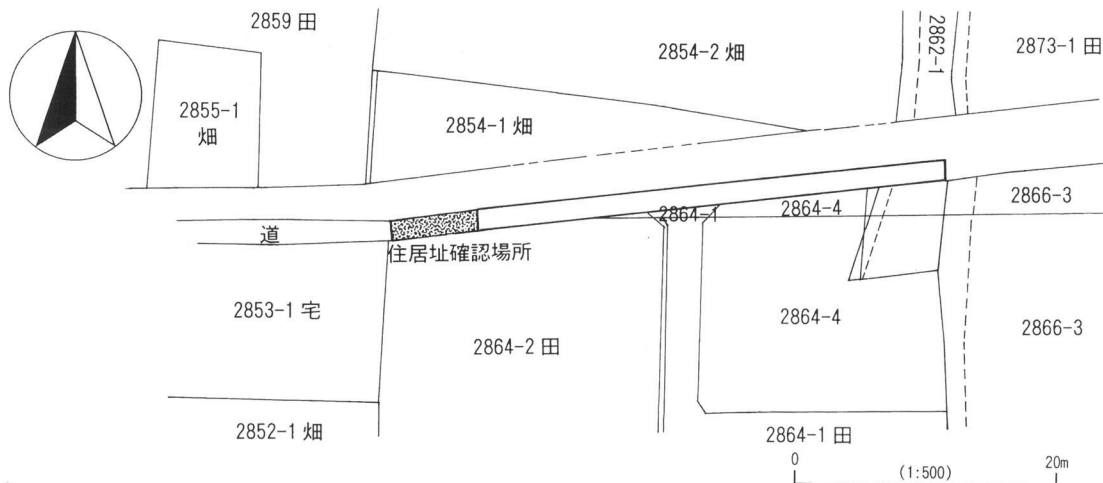 2859 田
2862-1
2873-1 田
2854-2 畑
2855-1
畑
2854-1 畑
2866-3
2864-1
2864-4
道
住居址確認場所
2853-1 宅
2864-4
2866-3
2864-2 田
2852-1 畑
2864-1 田
0
(1:500)
20m